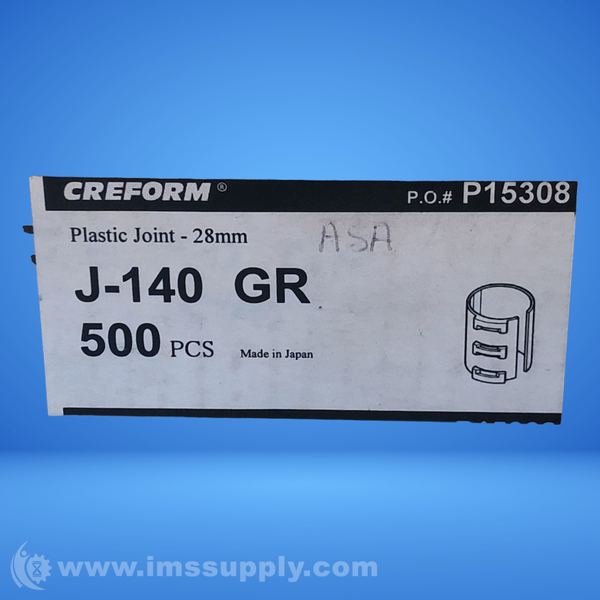 CREFORM® P.O.# P15308
Plastic Joint - 28mm ASA
J-140 GR
500 PCS Made in Japan
www.imssupply.com